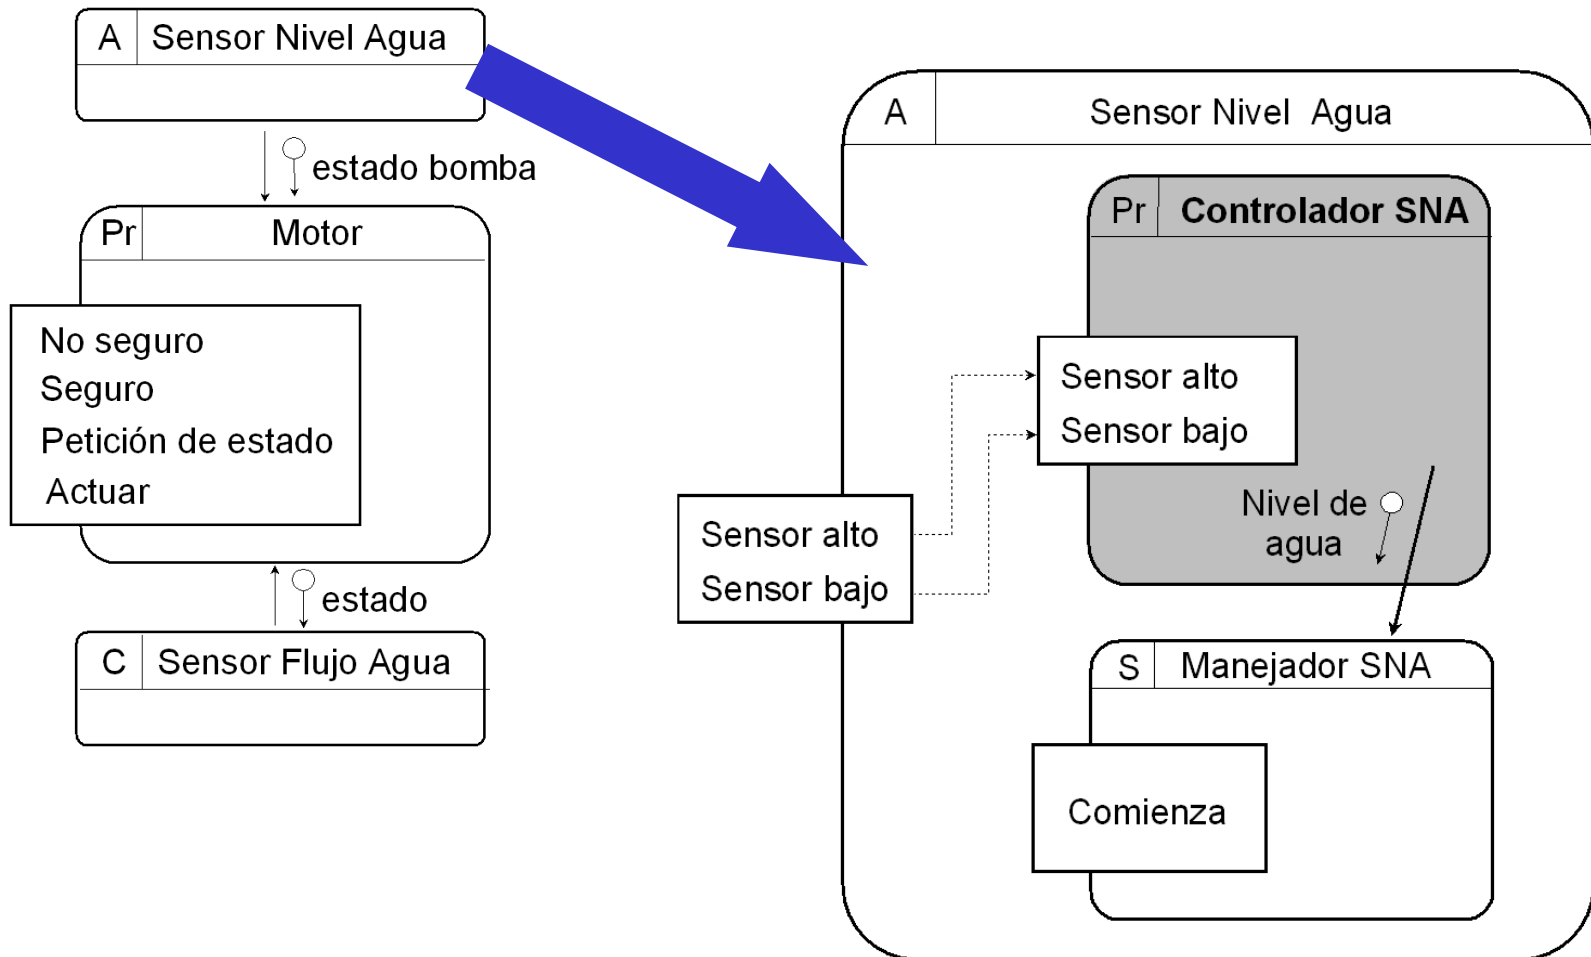 A Sensor Nivel Agua
estado bomba
Pr Motor
No seguro
Seguro
Petición de estado
Actuar
estado
C Sensor Flujo Agua
A Sensor Nivel Agua
Pr Controlador SNA
Sensor alto
Sensor bajo
Sensor alto
Sensor bajo
Nivel de
agua
S Manejador SNA
Comienza